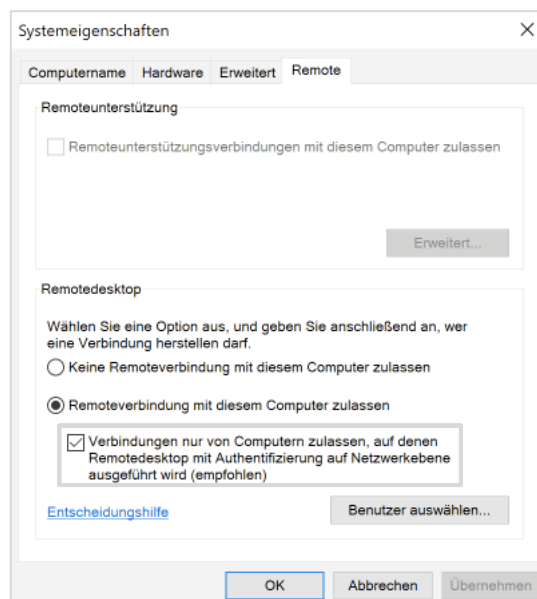 Systemeigenschaften
Computername Hardware Erweitert Remote
Remoteunterstützung
Remoteunterstützungsverbindungen mit diesem Computer zulassen
Erweitert...
Remotedesktop
Wählen Sie eine Option aus, und geben Sie anschließend an, wer
eine Verbindung herstellen darf.
Keine Remoteverbindung mit diesem Computer zulassen
Remoteverbindung mit diesem Computer zulassen
Verbindungen nur von Computern zulassen, auf denen
Remotedesktop mit Authentifizierung auf Netzwerkebene
ausgeführt wird (empfohlen)
Entscheidungshilfe Benutzer auswählen...
OK Abbrechen Übernehmen